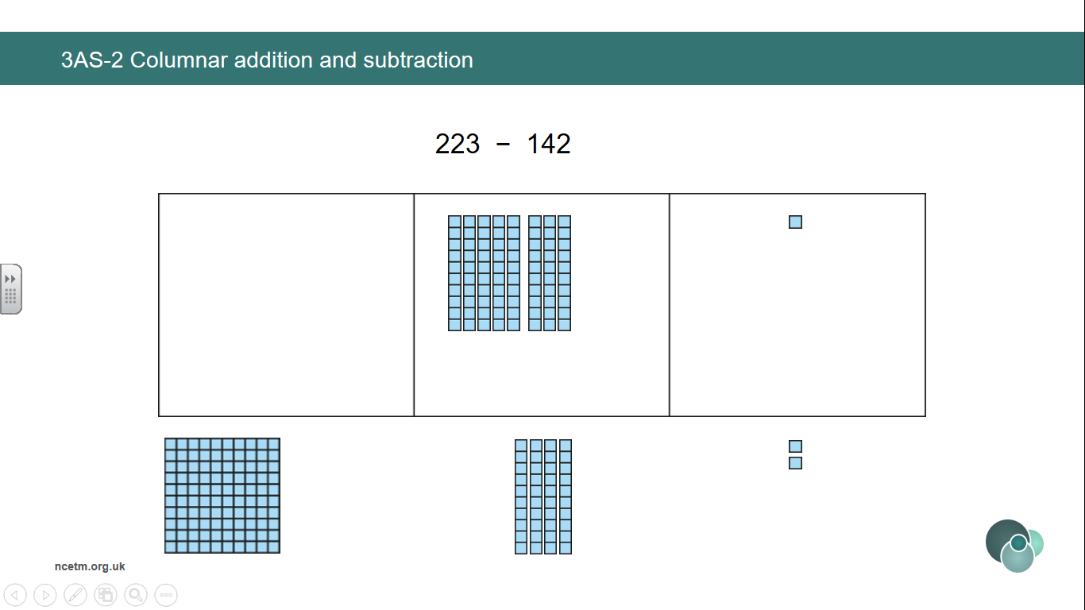 3AS-2 Columnar addition and subtraction
223 − 142
ncetm.org.uk